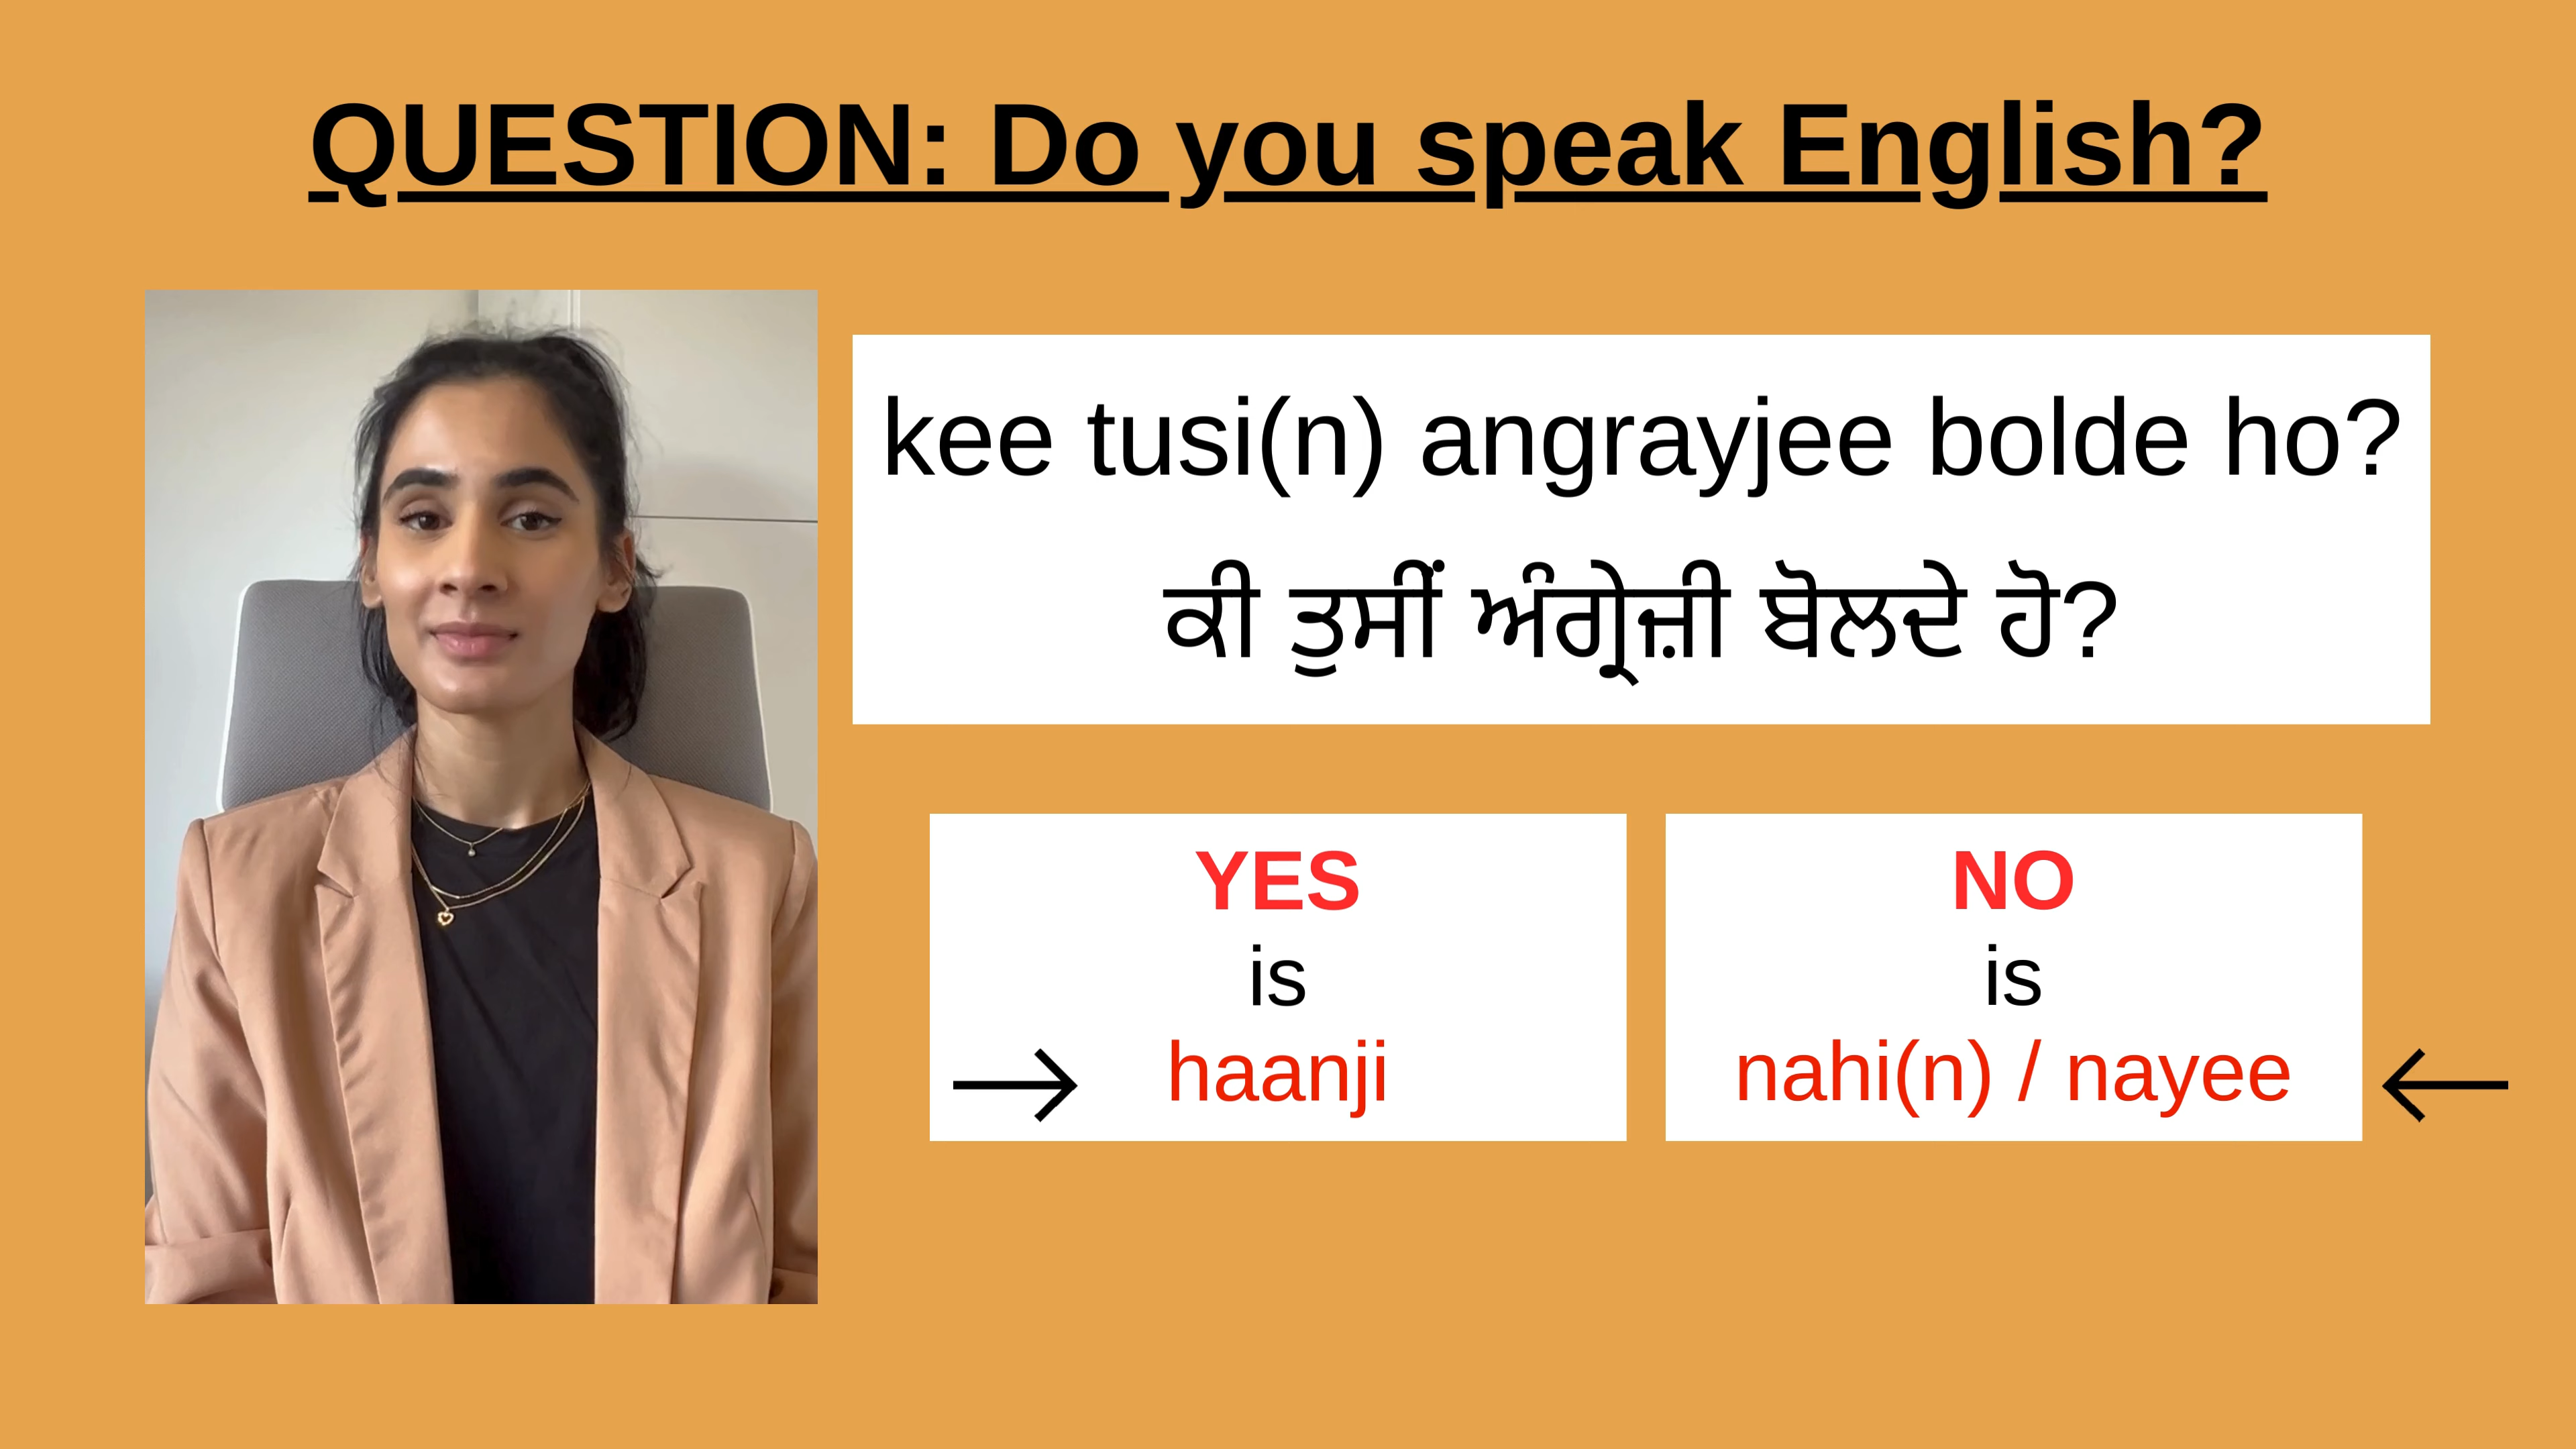 QUESTION: Do you speak English?
kee tusi(n) angrayjee bolde ho?
ਕੀ ਤੁਸੀਂ ਅੰਗ੍ਰੇਜ਼ੀ ਬੋਲਦੇ ਹੋ?
YES
is
haanji
NO
is
nahi(n) / nayee